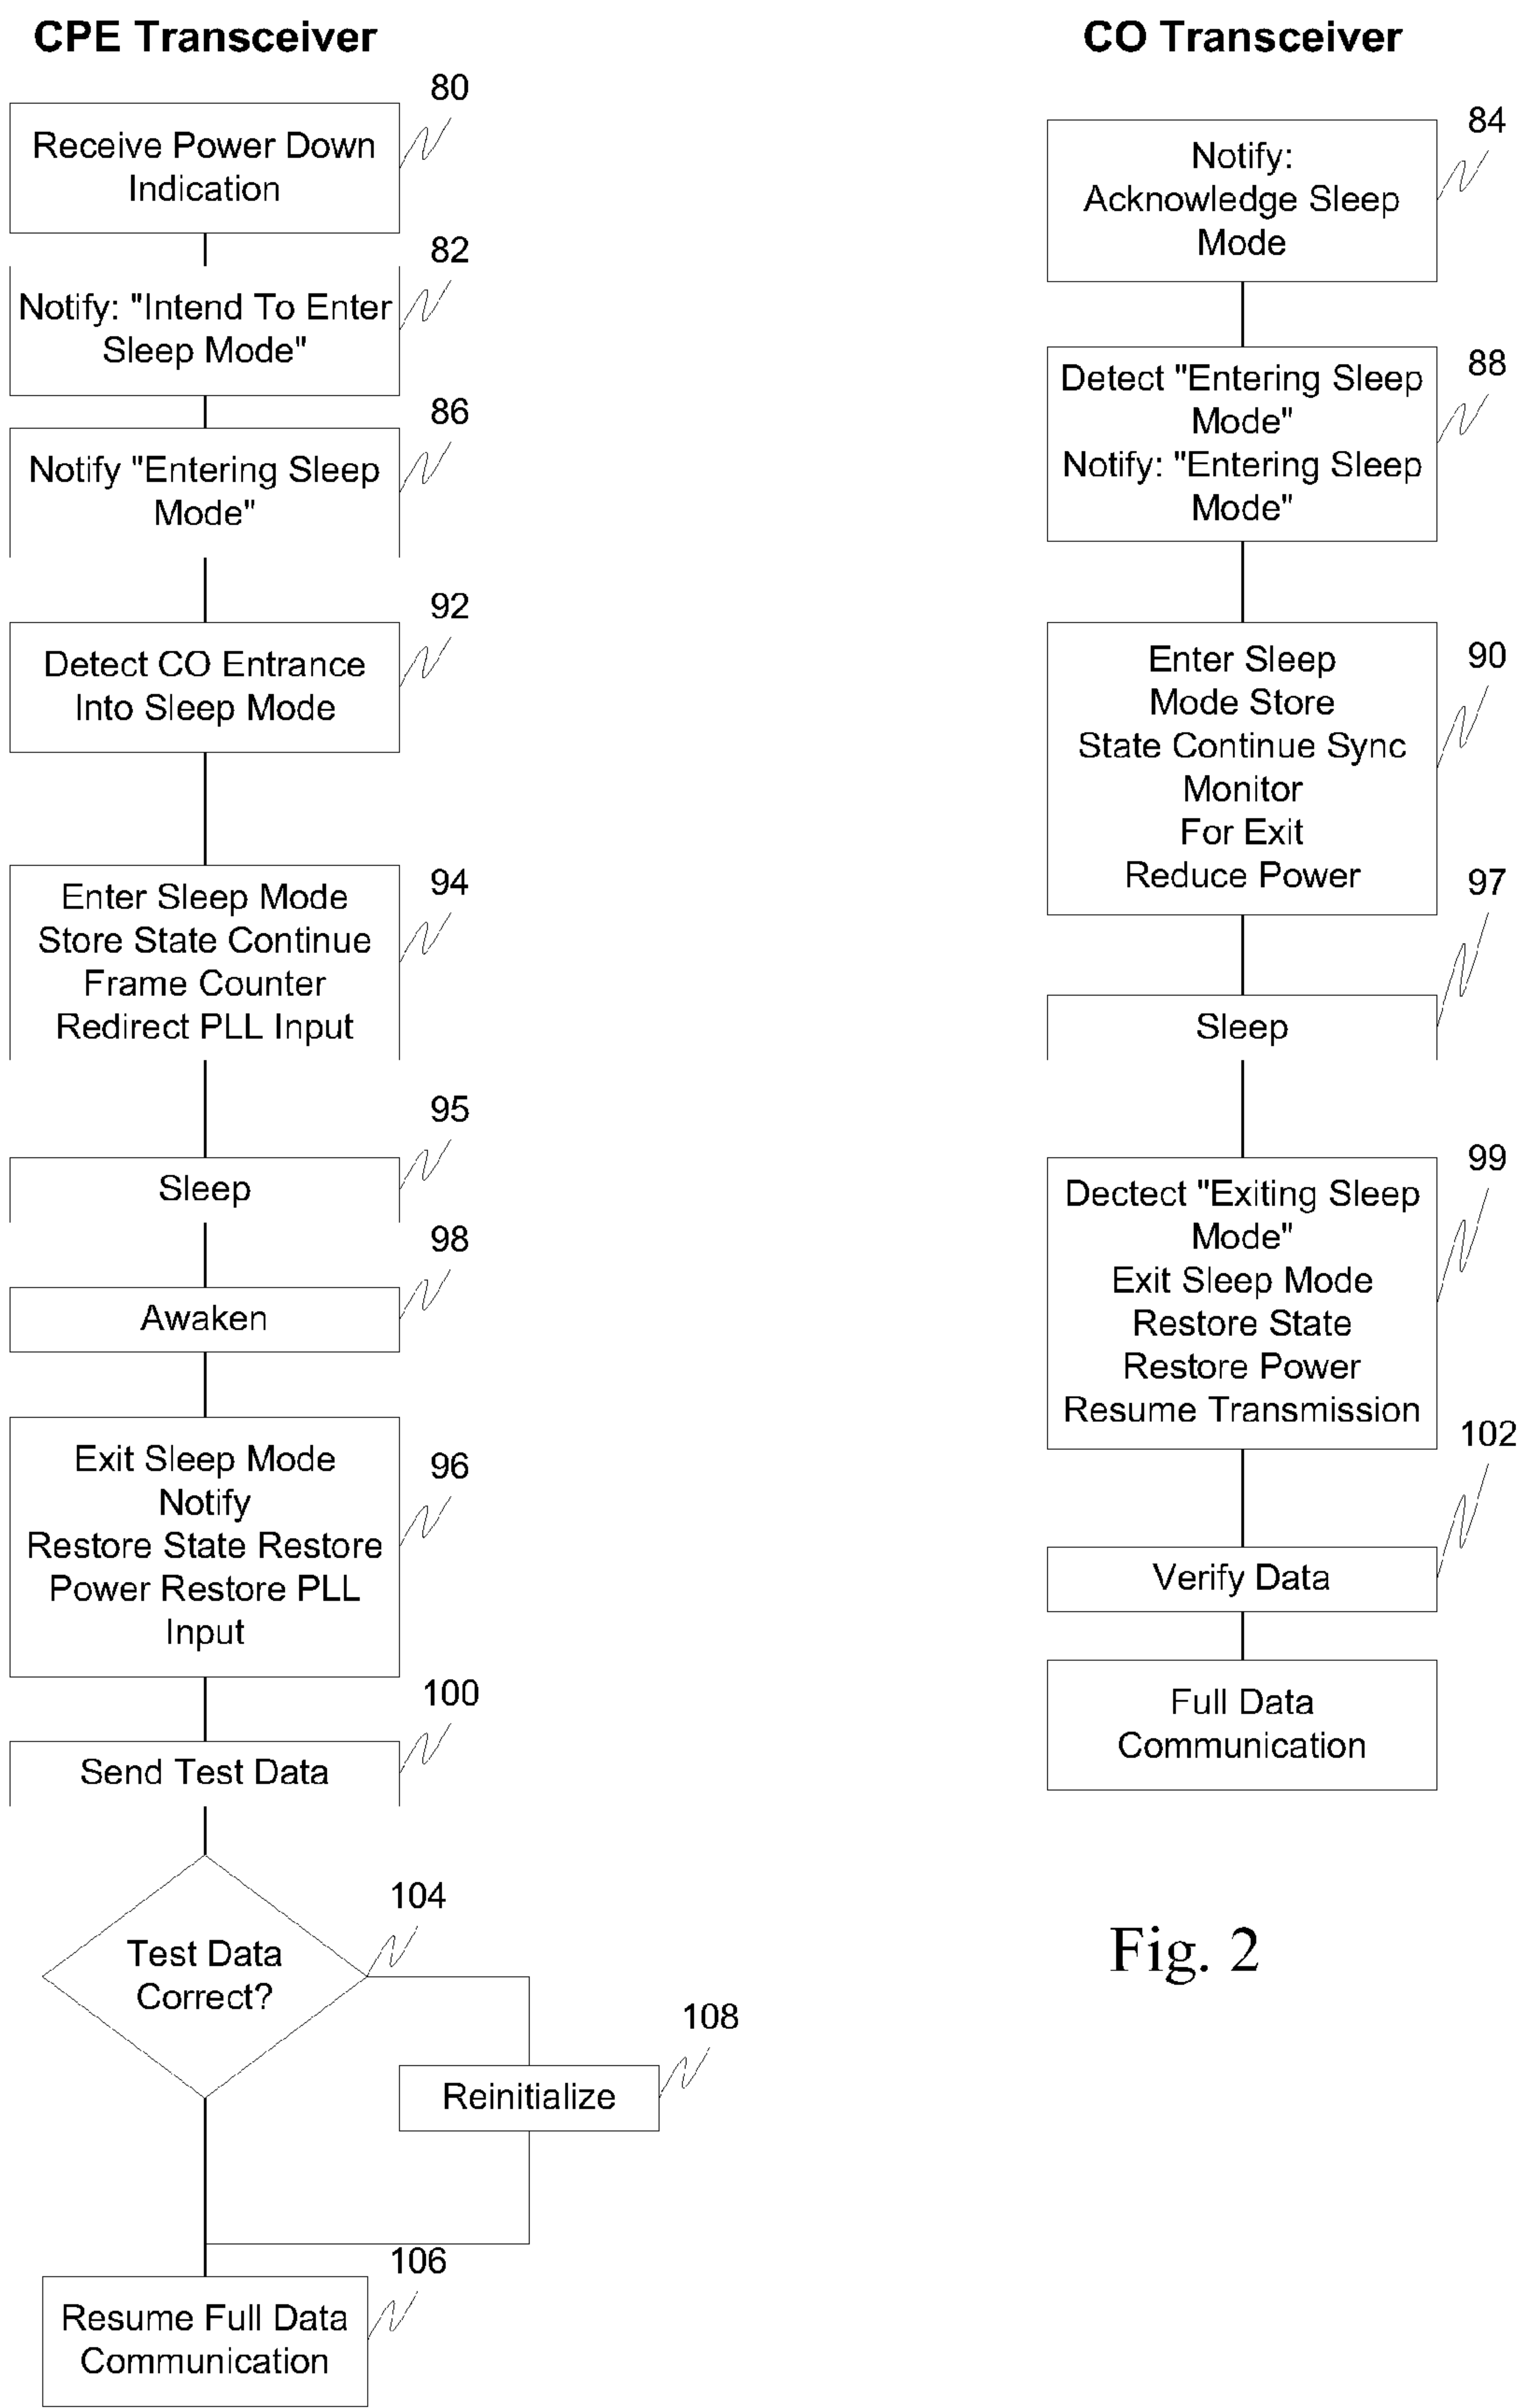 CPE Transceiver
80
Receive Power Down
Indication
82
Notify: "Intend To Enter
Sleep Mode"
86
Notify "Entering Sleep
Mode"
92
Detect CO Entrance
Into Sleep Mode
94
Enter Sleep Mode
Store State Continue
Frame Counter
Redirect PLL Input
95
Sleep
98
Awaken
96
Exit Sleep Mode
Notify
Restore State Restore
Power Restore PLL
Input
100
Send Test Data
104
Test Data
Correct?
108
Reinitialize
106
Resume Full Data
Communication
CO Transceiver
84
Notify:
Acknowledge Sleep
Mode
88
Detect "Entering Sleep
Mode"
Notify: "Entering Sleep
Mode"
90
Enter Sleep
Mode Store
State Continue Sync
Monitor
For Exit
Reduce Power
97
Sleep
99
Dectect "Exiting Sleep
Mode"
Exit Sleep Mode
Restore State
Restore Power
Resume Transmission
102
Verify Data
Full Data
Communication
Fig. 2